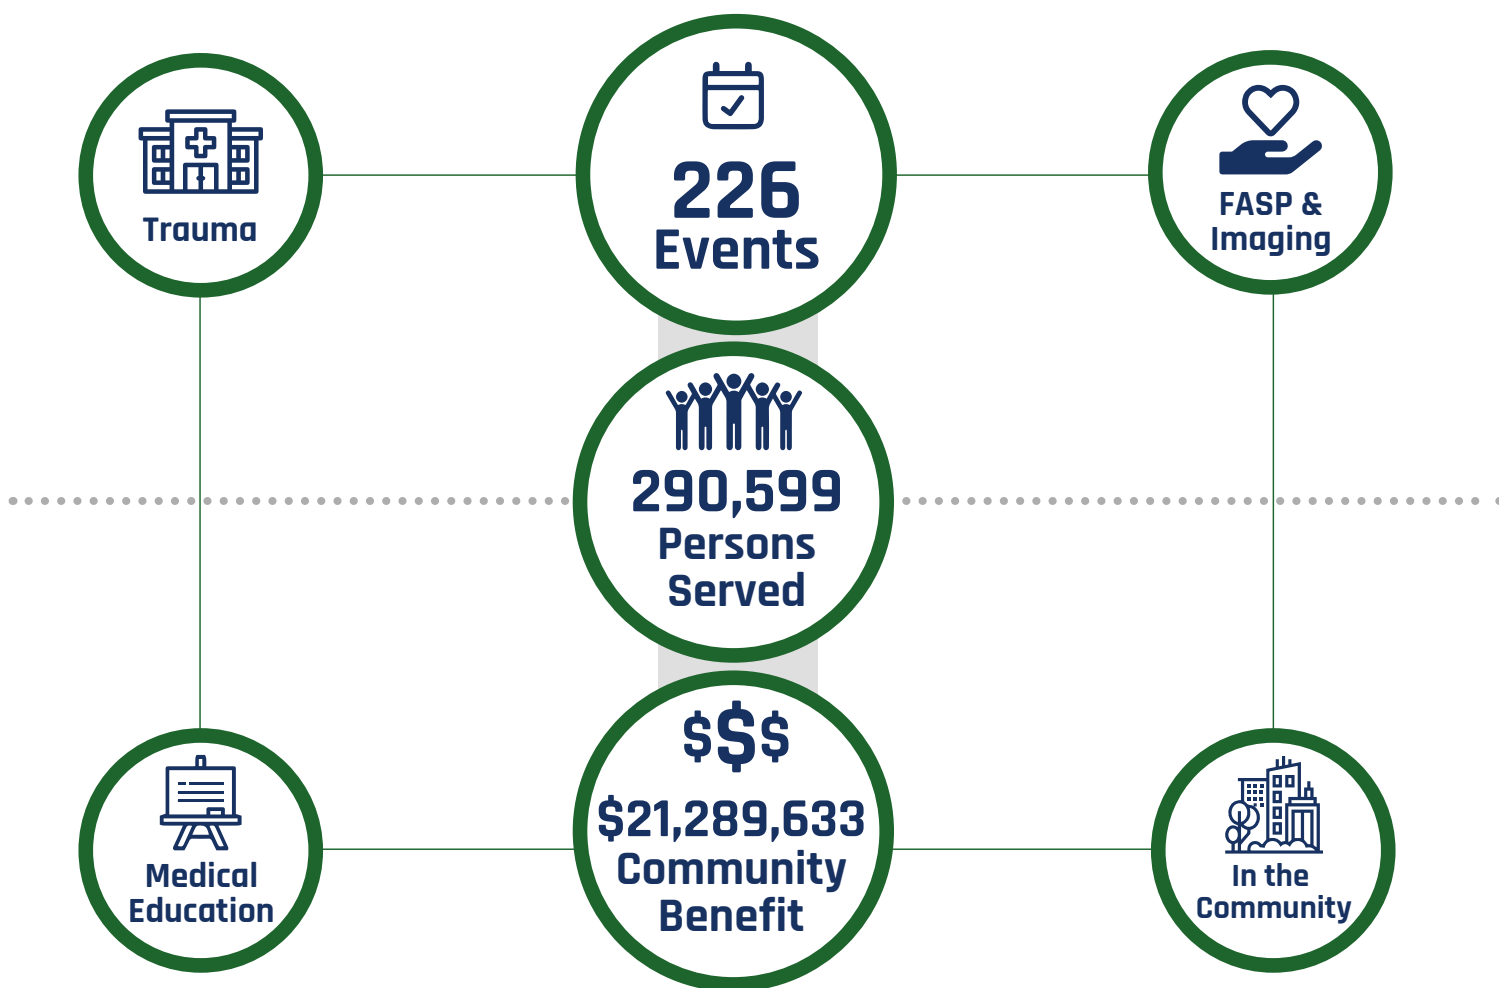 Trauma
226
Events
FASP &
Imaging
290,599
Persons
Served
Medical
Education
$$$
$21,289,633
Community
Benefit
In the
Community